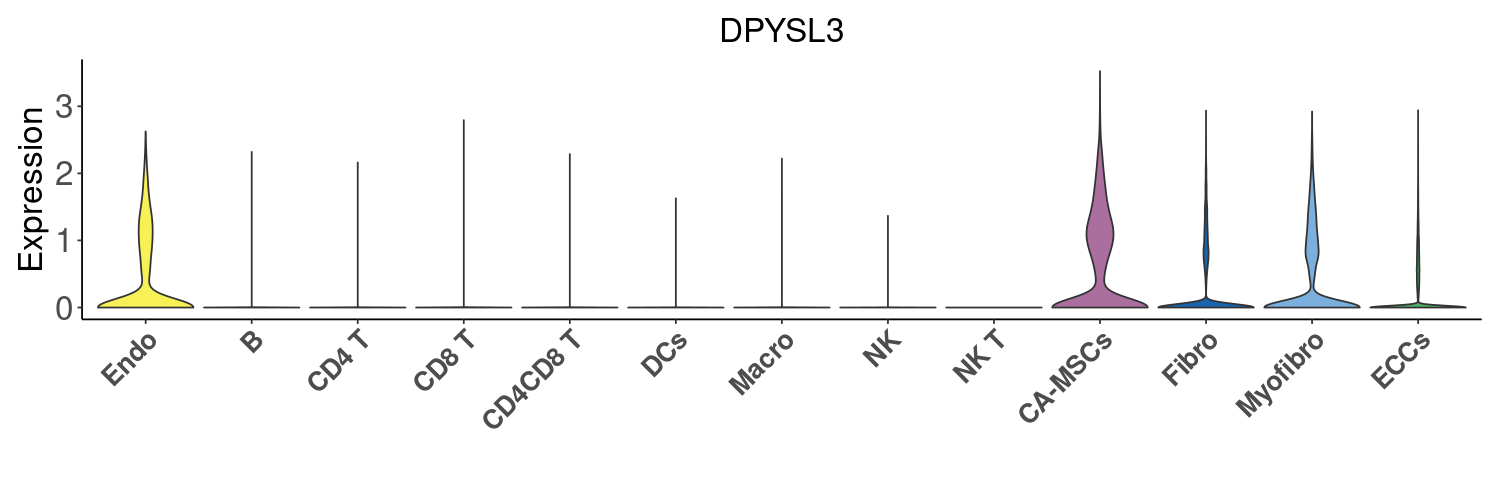 DPYSL3
Expression
3
2
1
0
Endo
B
CD4 T
CD8 T
CD4CD8 T
DCs
Macro
NK
NK T
CA-MSCs
Fibro
Myofibro
ECCs